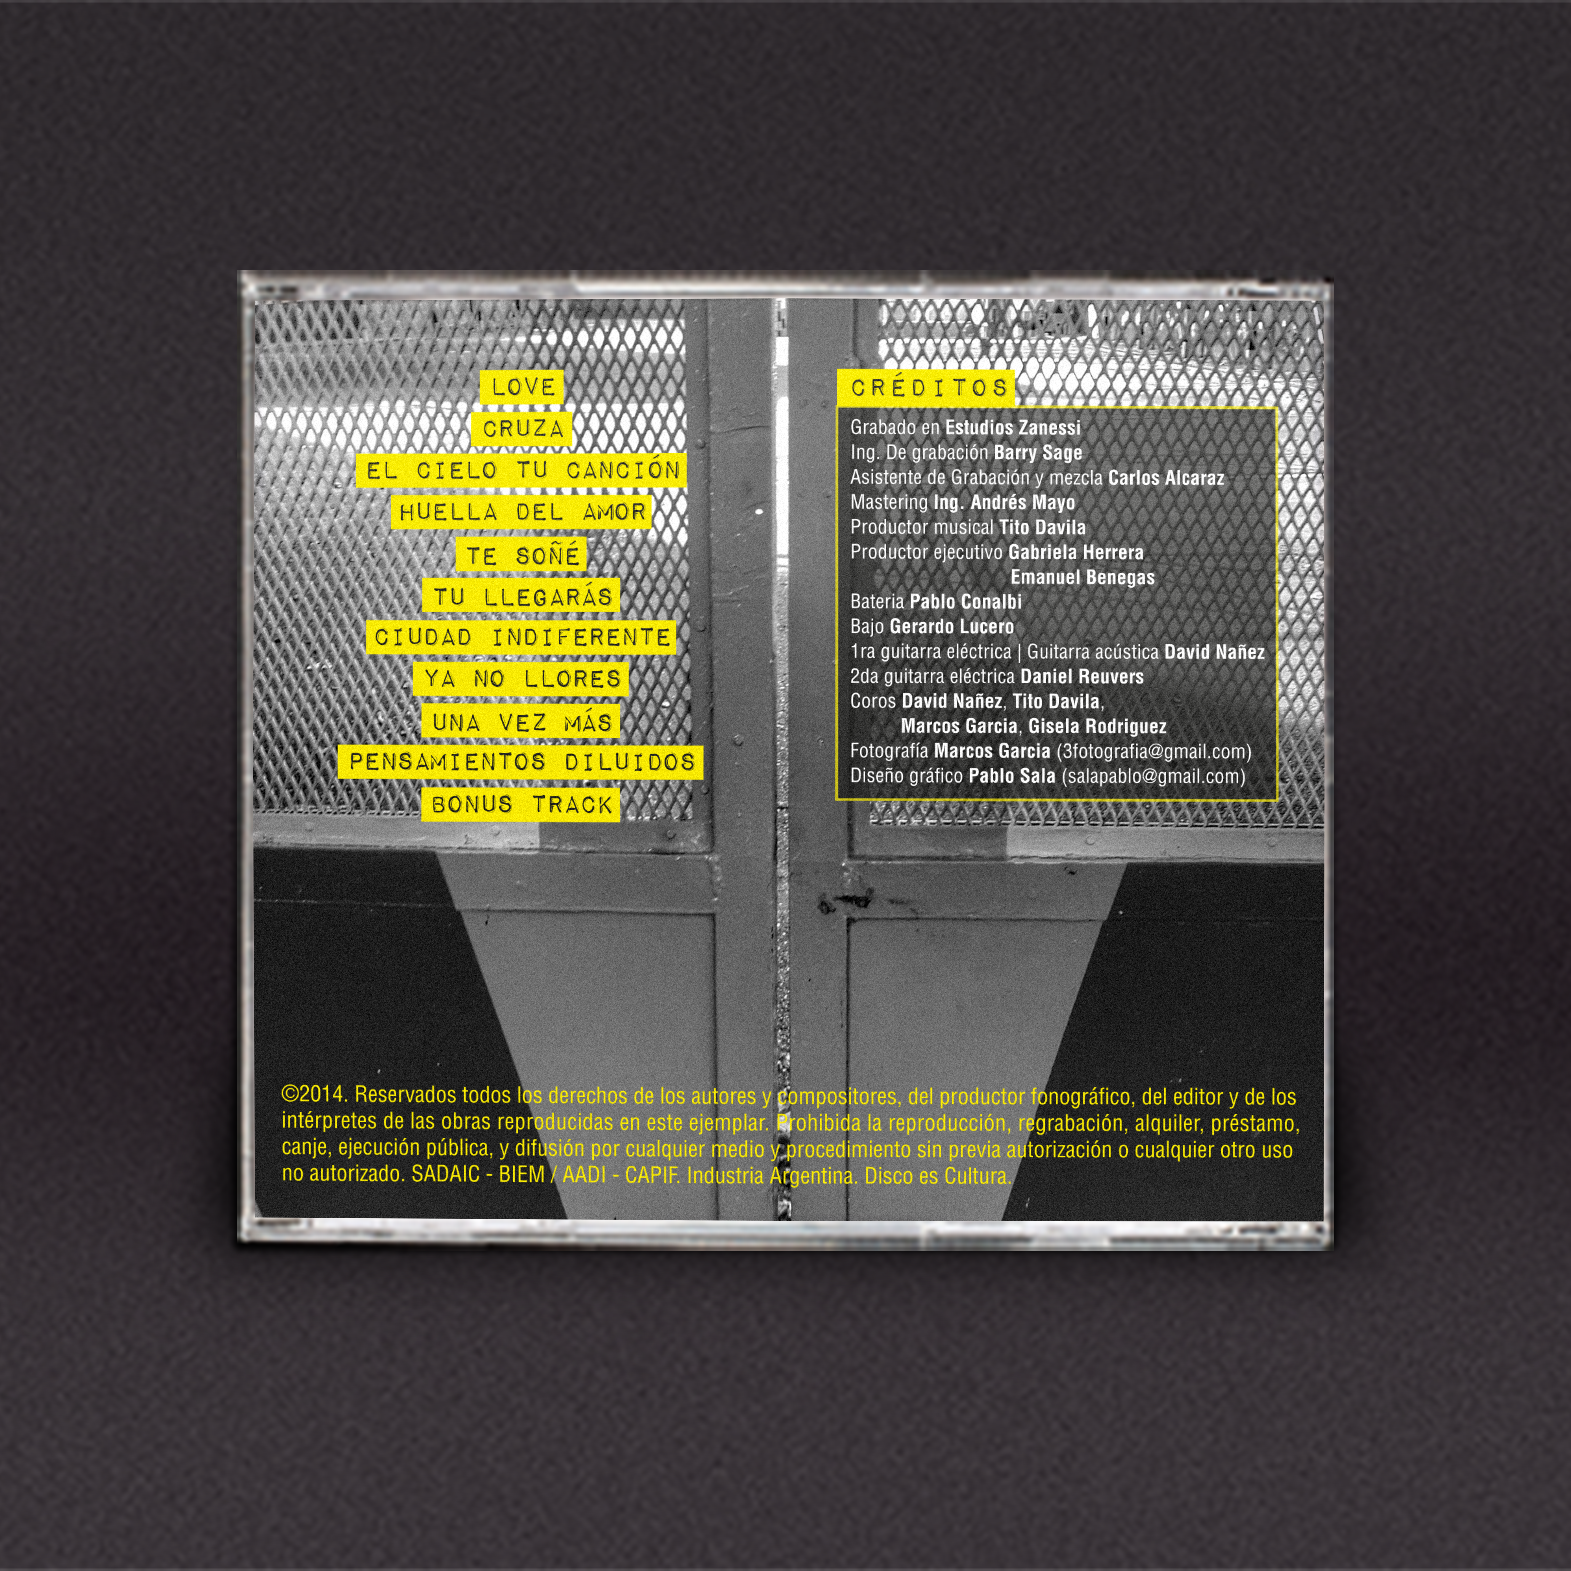 LOVE
CRUZA
EL CIELO TU CANCIÓN
HUELLA DEL AMOR
TE SOÑÉ
TU LLEGARÁS
CIUDAD INDIFERENTE
YA NO LLORES
UNA VEZ MÁS
PENSAMIENTOS DILUIDOS
BONUS TRACK
CRÉDITOS
Grabado en Estudios Zanessi
Ing. De grabación Barry Sage
Asistente de Grabación y mezcla Carlos Alcaraz
Mastering Ing. Andrés Mayo
Productor musical Tito Davila
Productor ejecutivo Gabriela Herrera
Emanuel Benegas
Bateria Pablo Conalbi
Bajo Gerardo Lucero
1ra guitarra eléctrica | Guitarra acústica David Nañez
2da guitarra eléctrica Daniel Reuvers
Coros David Nañez, Tito Davila,
Marcos Garcia, Gisela Rodriguez
Fotografía Marcos Garcia (3fotografia@gmail.com)
Diseño gráfico Pablo Sala (salapablo@gmail.com)
©2014. Reservados todos los derechos de los autores y compositores, del productor fonográfico, del editor y de los
intérpretes de las obras reproducidas en este ejemplar. Prohibida la reproducción, regrabación, alquiler, préstamo,
canje, ejecución pública, y difusión por cualquier medio y procedimiento sin previa autorización o cualquier otro uso
no autorizado. SADAIC - BIEM / AADI - CAPIF. Industria Argentina. Disco es Cultura.